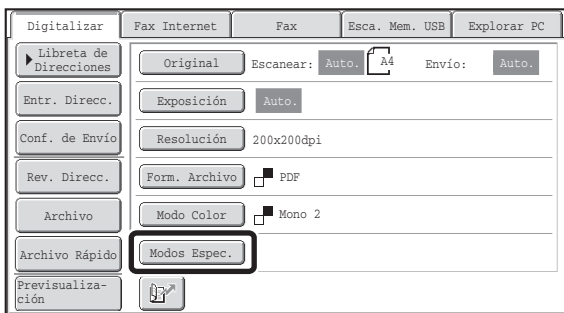 Digitalizar
Fax Internet
Fax
Esca. Mem. USB
Explorar PC
Libreta de
Direcciones
Original
Escanear:
Auto.
A4
Envío:
Auto.
Entr. Direcc.
Exposición
Auto.
Conf. de Envío
Resolución
200x200dpi
Rev. Direcc.
Form. Archivo
PDF
Archivo
Modo Color
Mono 2
Archivo Rápido
Modos Espec.
Previsualiza-
ción